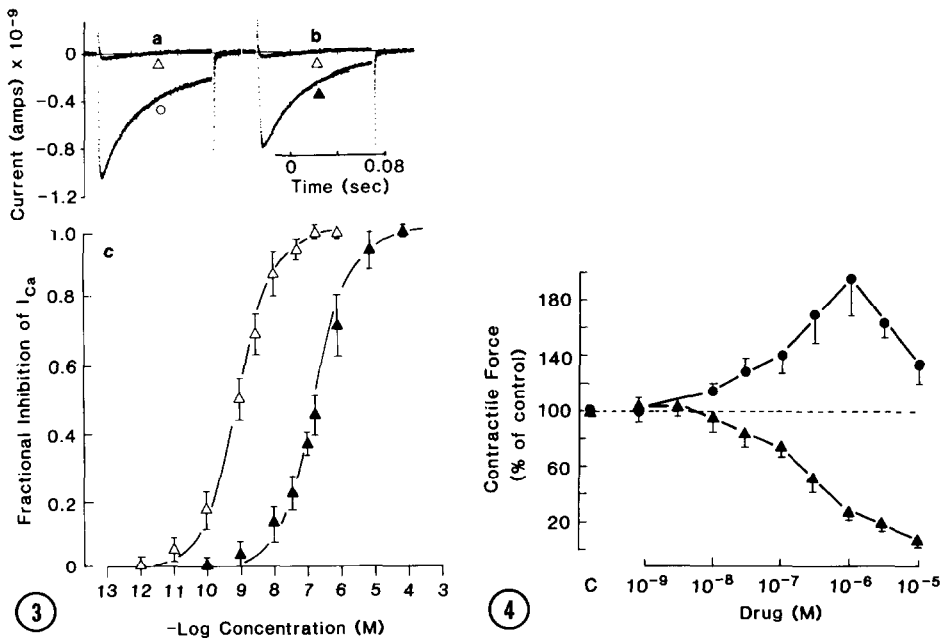 a
b
Current (amps) x 10⁻⁹
0
-0.4
-0.8
-1.2
0
0.08
Time (sec)
c
Fractional Inhibition of I_Ca
1.0
0.8
0.6
0.4
0.2
0
13 12 11 10 9 8 7 6 5 4 3
-Log Concentration (M)
3
Contractile Force
(% of control)
180
140
100
60
20
C 10⁻⁹ 10⁻⁸ 10⁻⁷ 10⁻⁶ 10⁻⁵
Drug (M)
4